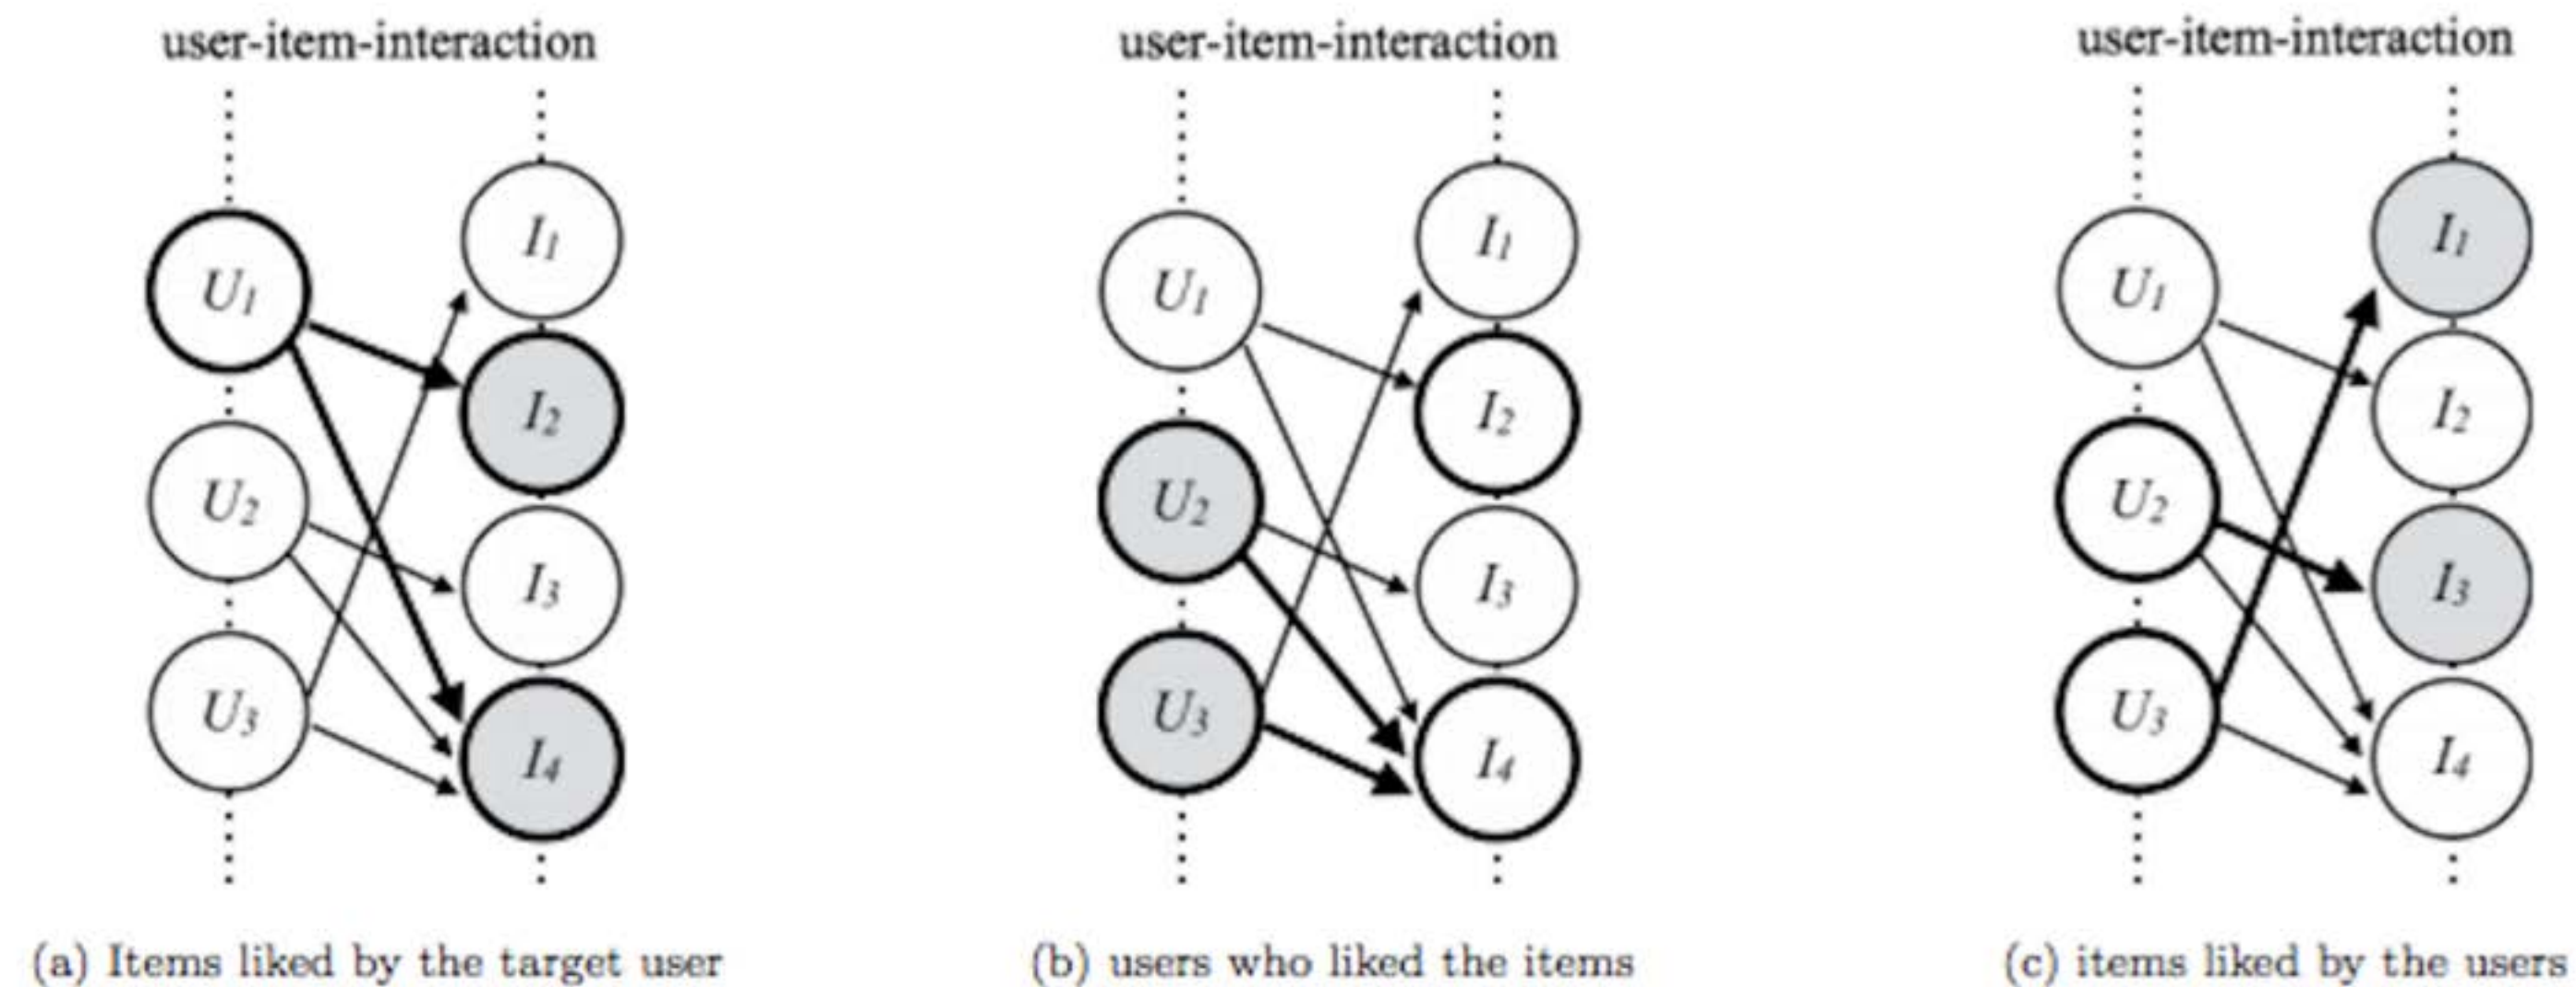 user-item-interaction
U1
U2
U3
I1
I2
I3
I4
(a) Items liked by the target user
user-item-interaction
U1
U2
U3
I1
I2
I3
I4
(b) users who liked the items
user-item-interaction
U1
U2
U3
I1
I2
I3
I4
(c) items liked by the users